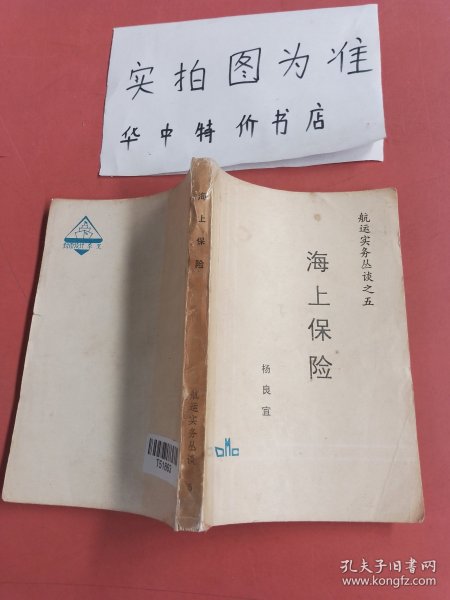 实拍图为准
华中特价书店
航运实务丛谈之五
海上保险
杨良宜
海上保险
航运实务丛谈
5
孔夫子旧书网
www.kongfz.com